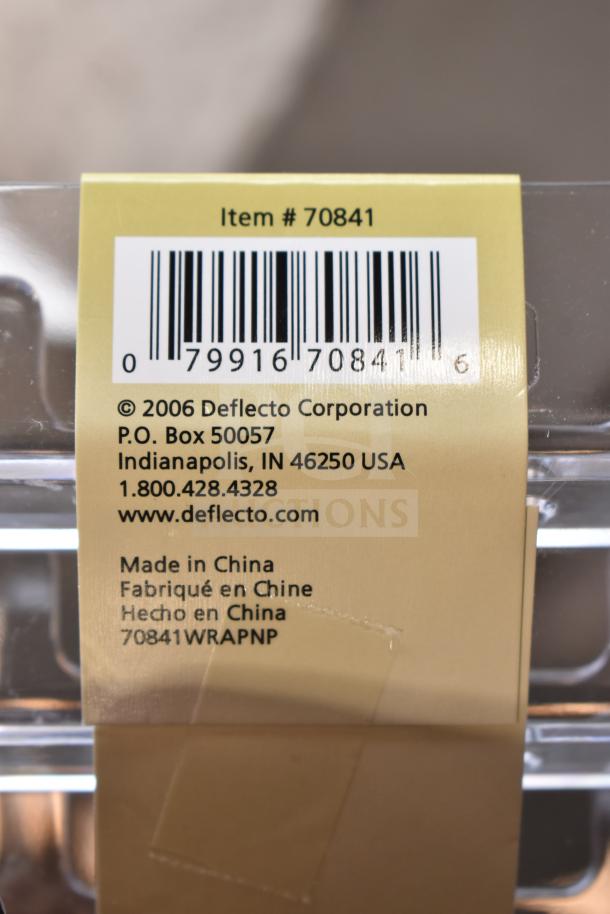 Item # 70841
0 79916 70841 6
© 2006 Deflecto Corporation
P.O. Box 50057
Indianapolis, IN 46250 USA
1.800.428.4328
www.deflecto.com
Made in China
Fabriqué en Chine
Hecho en China
70841WRAPNP